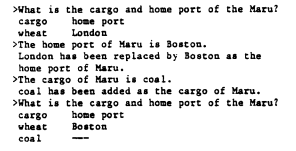 >What is the cargo and home port of the Maru?
cargo home port
wheat London
>The home port of Maru is Boston.
London has been replaced by Boston as the
home port of Maru.
>The cargo of Maru is coal.
coal has been added as the cargo of Maru.
>What is the cargo and home port of the Maru?
cargo home port
wheat Boston
coal ---